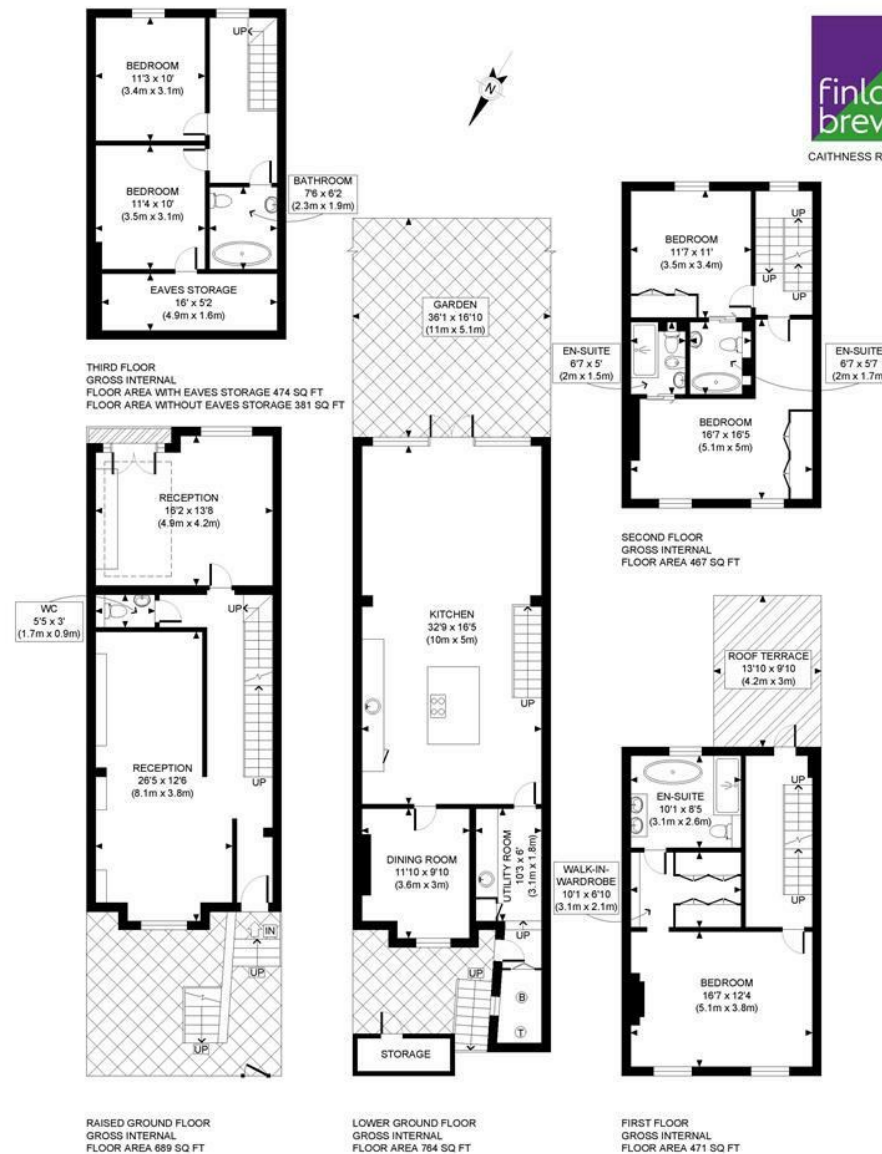 UP
BEDROOM
11'3 x 10'
(3.4m x 3.1m)
BEDROOM
11'4 x 10'
(3.5m x 3.1m)
BATHROOM
7'6 x 6'2
(2.3m x 1.9m)
EAVES STORAGE
16' x 5'2
(4.9m x 1.6m)
THIRD FLOOR
GROSS INTERNAL
FLOOR AREA WITH EAVES STORAGE 474 SQ FT
FLOOR AREA WITHOUT EAVES STORAGE 381 SQ FT
N
finlo
brew
CAITHNESS R
BEDROOM
11'7 x 11'
(3.5m x 3.4m)
UP
UP
UP
EN-SUITE
6'7 x 5'
(2m x 1.5m)
EN-SUITE
6'7 x 5'7
(2m x 1.7m
BEDROOM
16'7 x 16'5
(5.1m x 5m)
SECOND FLOOR
GROSS INTERNAL
FLOOR AREA 467 SQ FT
RECEPTION
16'2 x 13'8
(4.9m x 4.2m)
WC
5'5 x 3'
(1.7m x 0.9m)
UP
RECEPTION
26'5 x 12'6
(8.1m x 3.8m)
UP
IN
UP
UP
RAISED GROUND FLOOR
GROSS INTERNAL
FLOOR AREA 689 SQ FT
GARDEN
36'1 x 16'10
(11m x 5.1m)
KITCHEN
32'9 x 16'5
(10m x 5m)
UP
DINING ROOM
11'10 x 9'10
(3.6m x 3m)
UTILITY ROOM
10'3 x 6'
(3.1m x 1.8m)
UP
UP
B
T
STORAGE
LOWER GROUND FLOOR
GROSS INTERNAL
FLOOR AREA 764 SQ FT
ROOF TERRACE
13'10 x 9'10
(4.2m x 3m)
EN-SUITE
10'1 x 8'5
(3.1m x 2.6m)
UP
UP
WALK-IN-
WARDROBE
10'1 x 6'10
(3.1m x 2.1m)
BEDROOM
16'7 x 12'4
(5.1m x 3.8m)
FIRST FLOOR
GROSS INTERNAL
FLOOR AREA 471 SQ FT